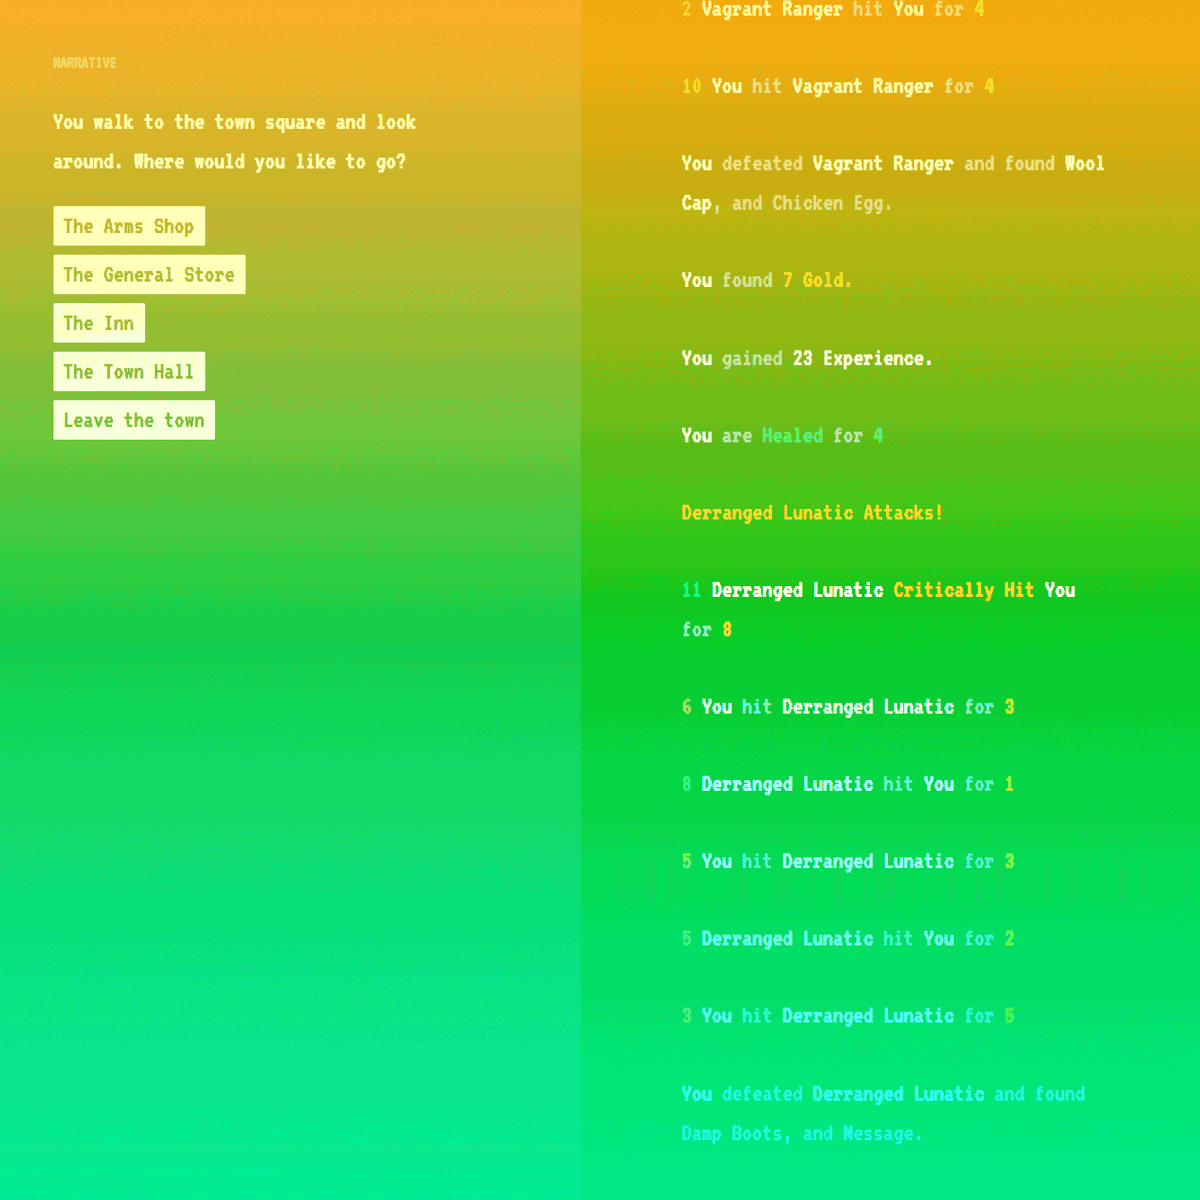 NARRATIVE
You walk to the town square and look
around. Where would you like to go?
The Arms Shop
The General Store
The Inn
The Town Hall
Leave the town
2 Vagrant Ranger hit You for 4
10 You hit Vagrant Ranger for 4
You defeated Vagrant Ranger and found Wool
Cap, and Chicken Egg.
You found 7 Gold.
You gained 23 Experience.
You are Healed for 4
Derranged Lunatic Attacks!
11 Derranged Lunatic Critically Hit You
for 8
6 You hit Derranged Lunatic for 3
8 Derranged Lunatic hit You for 1
5 You hit Derranged Lunatic for 3
5 Derranged Lunatic hit You for 2
3 You hit Derranged Lunatic for 5
You defeated Derranged Lunatic and found
Damp Boots, and Message.